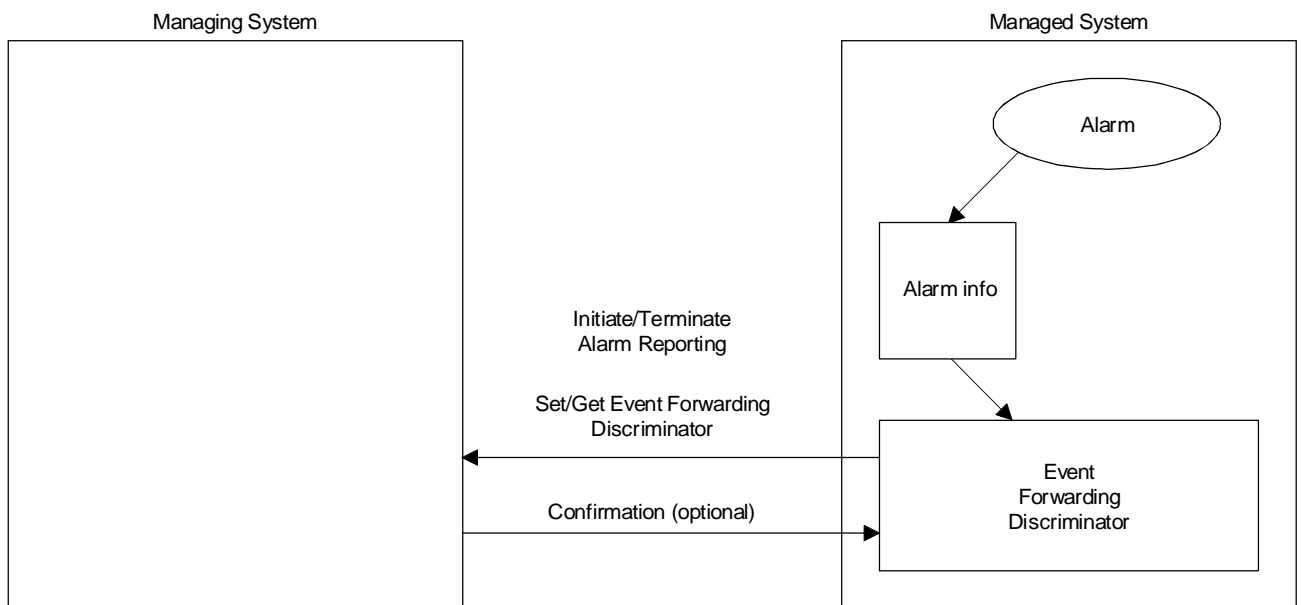 Managing System
Managed System
Alarm
Alarm info
Initiate/Terminate
Alarm Reporting
Set/Get Event Forwarding
Discriminator
Event
Forwarding
Discriminator
Confirmation (optional)